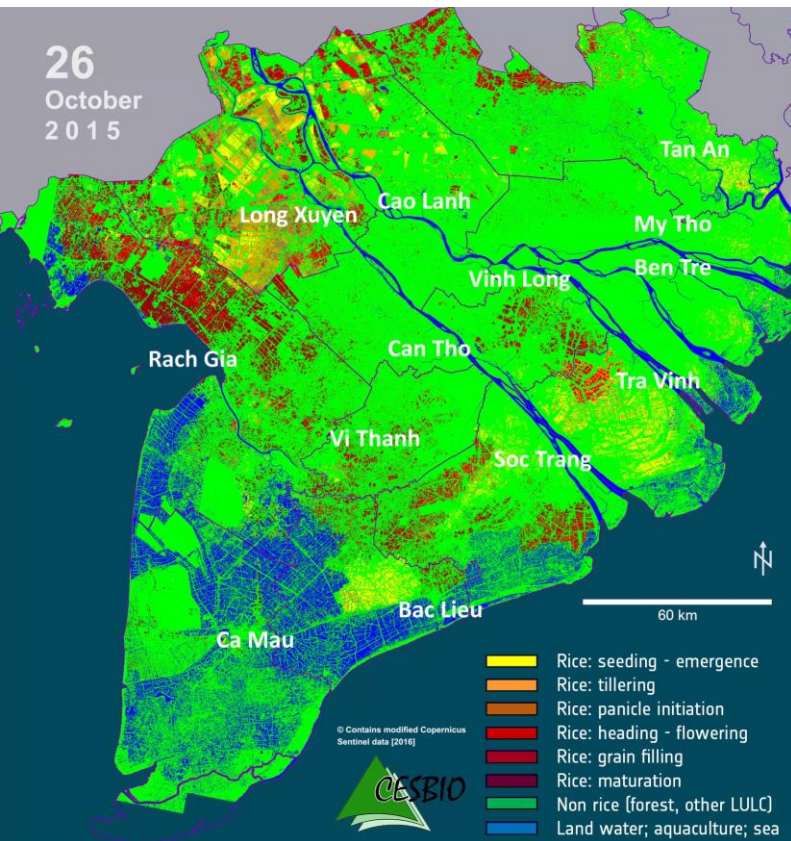 26
October
2015
Tan An
Cao Lanh
Long Xuyen
My Tho
Ben Tre
Vinh Long
Can Tho
Rach Gia
Tra Vinh
Vi Thanh
Soc Trang
Bac Lieu
Ca Mau
N
60 km
Rice: seeding - emergence
Rice: tillering
Rice: panicle initiation
Rice: heading - flowering
Rice: grain filling
Rice: maturation
Non rice (forest, other LULC)
Land water; aquaculture; sea
© Contains modified Copernicus
Sentinel data [2016]
CESBIO